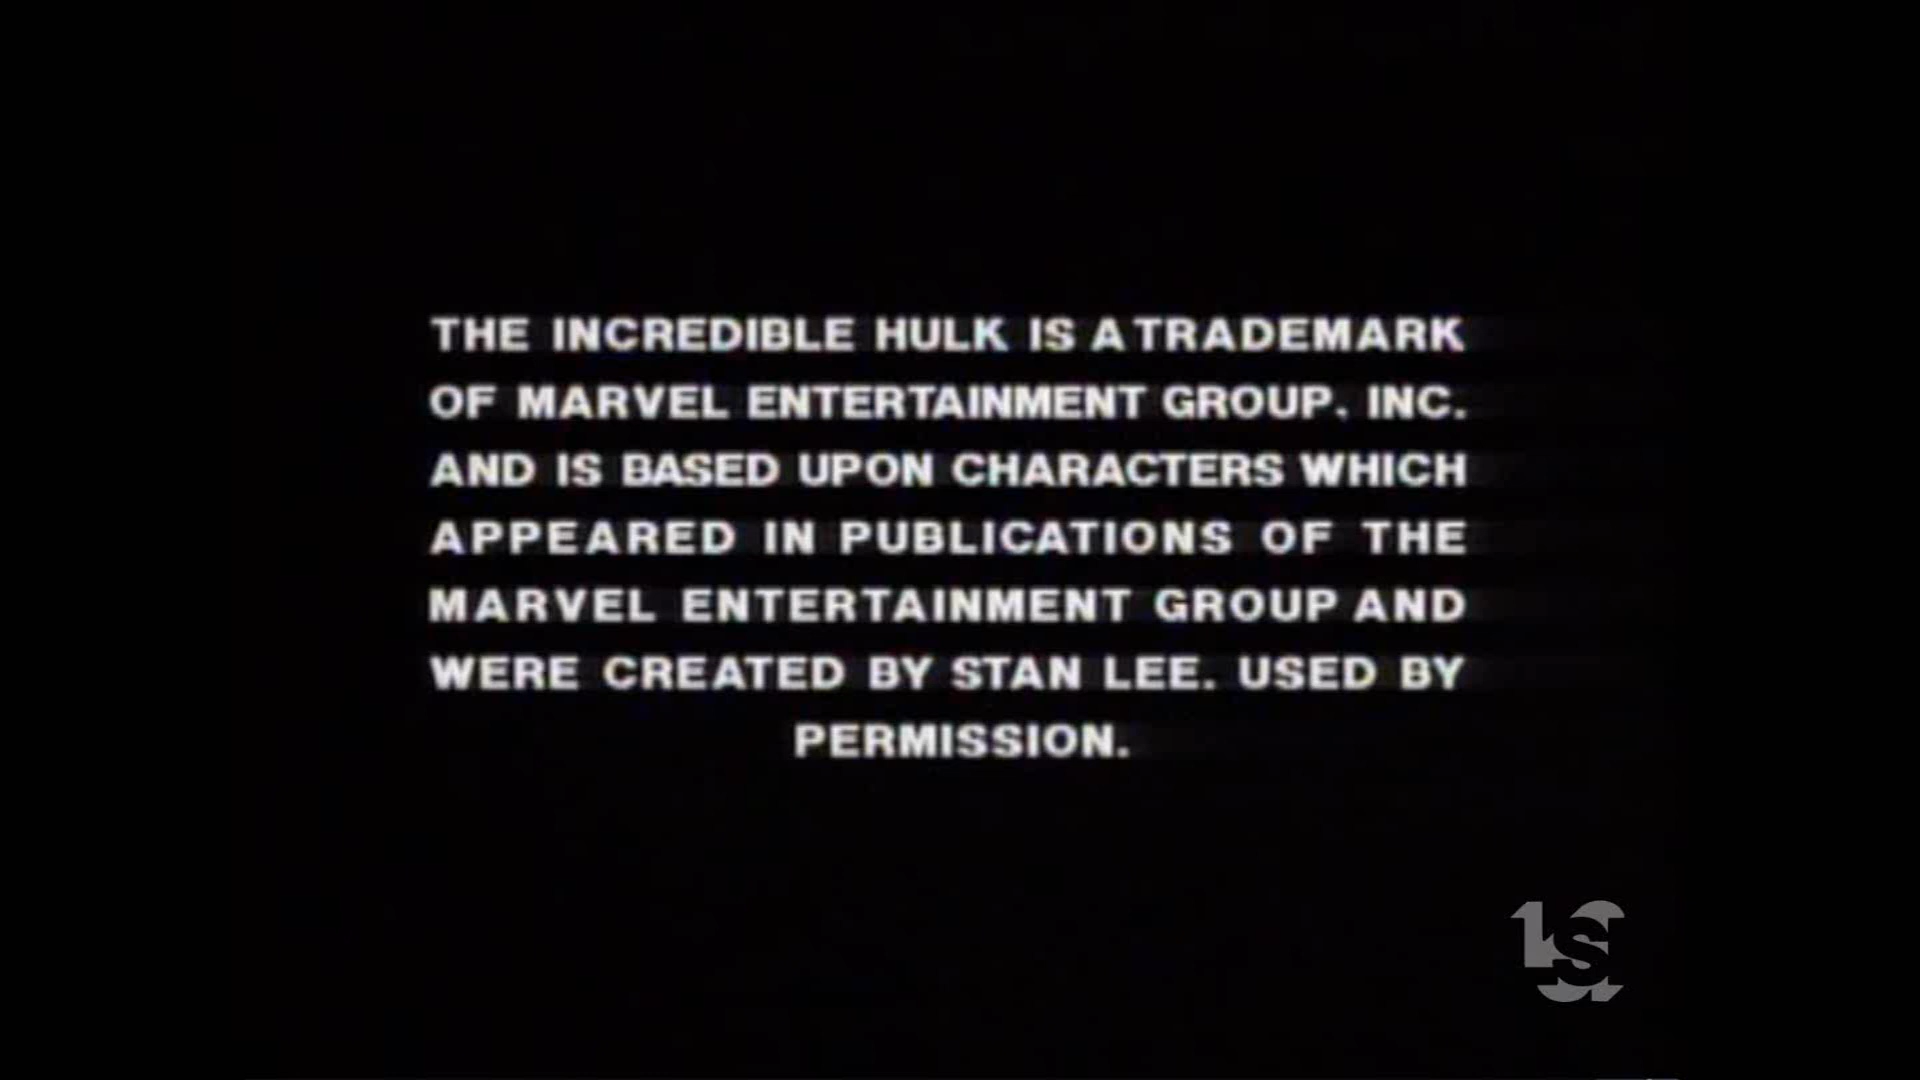 THE INCREDIBLE HULK IS A TRADEMARK
OF MARVEL ENTERTAINMENT GROUP, INC.
AND IS BASED UPON CHARACTERS WHICH
APPEARED IN PUBLICATIONS OF THE
MARVEL ENTERTAINMENT GROUP AND
WERE CREATED BY STAN LEE. USED BY
PERMISSION.